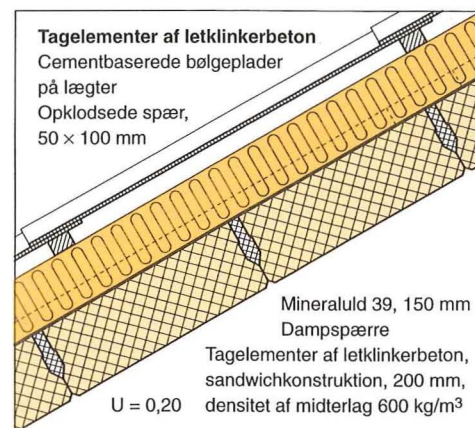 Tagelementer af letklinkerbeton
Cementbaserede bølgeplader
på lægter
Opklodsede spær,
50 × 100 mm
Mineraluld 39, 150 mm
Dampspærre
Tagelementer af letklinkerbeton,
sandwichkonstruktion, 200 mm,
U = 0,20 densitet af midterlag 600 kg/m³